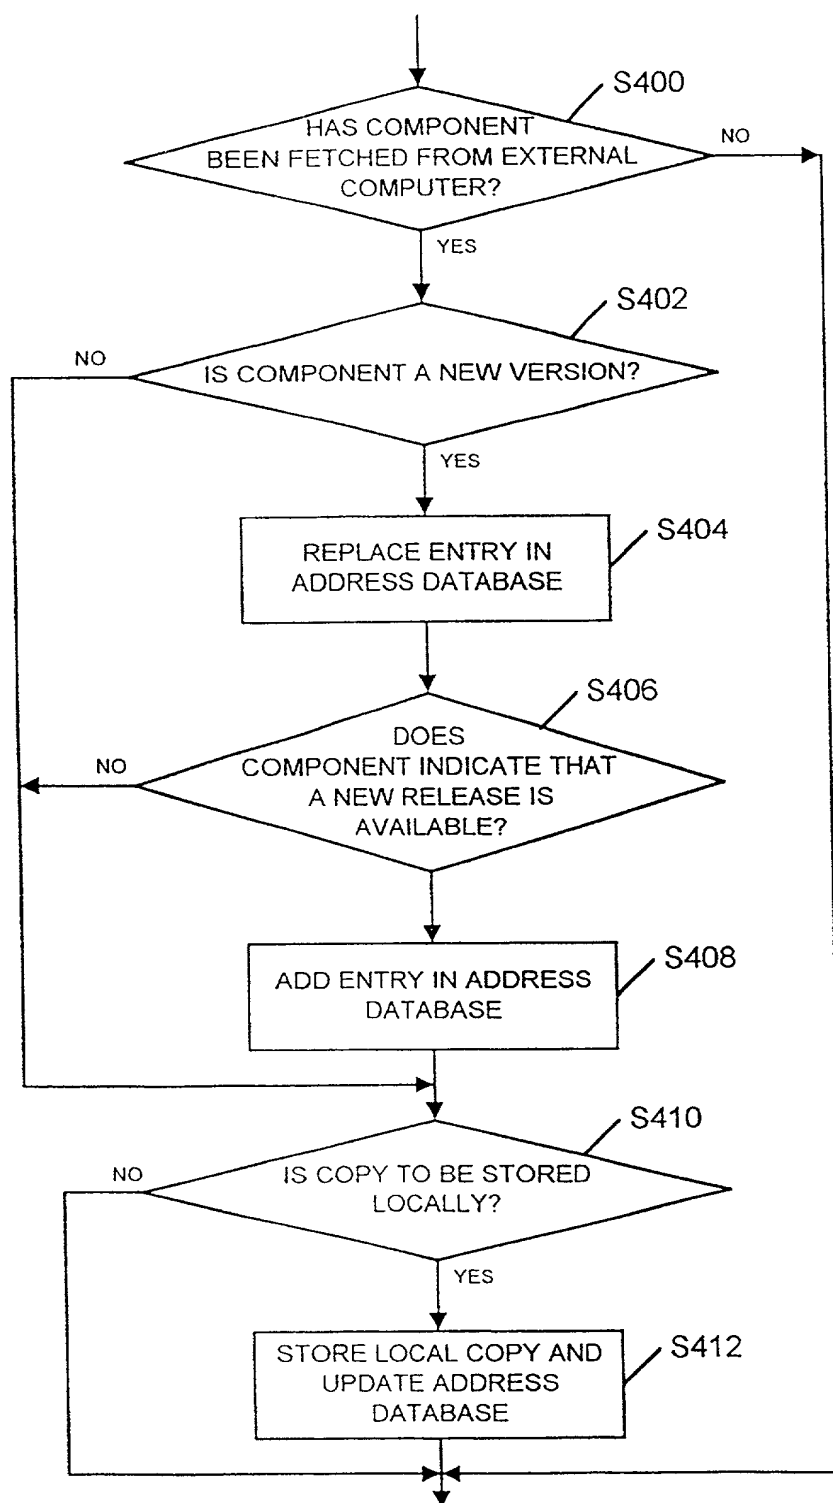 S400
HAS COMPONENT
BEEN FETCHED FROM EXTERNAL
COMPUTER?
NO
YES
S402
NO
IS COMPONENT A NEW VERSION?
YES
S404
REPLACE ENTRY IN
ADDRESS DATABASE
S406
DOES
COMPONENT INDICATE THAT
A NEW RELEASE IS
AVAILABLE?
NO
S408
ADD ENTRY IN ADDRESS
DATABASE
S410
NO
IS COPY TO BE STORED
LOCALLY?
YES
S412
STORE LOCAL COPY AND
UPDATE ADDRESS
DATABASE